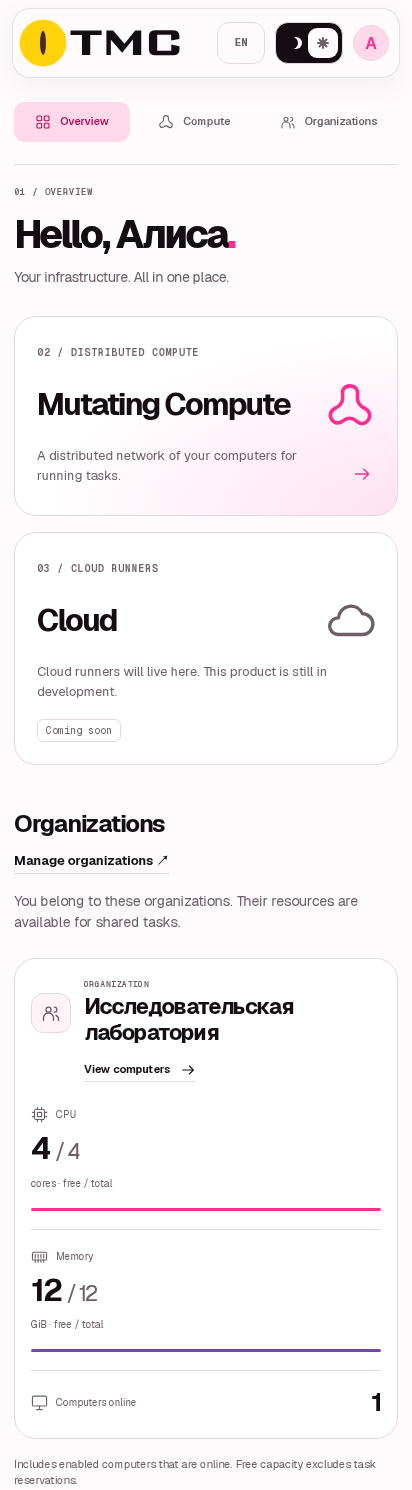 TMC
EN
A
Overview
Compute
Organizations
01 / OVERVIEW
Hello, Алиса.
Your infrastructure. All in one place.
02 / DISTRIBUTED COMPUTE
Mutating Compute
A distributed network of your computers for
running tasks.
→
03 / CLOUD RUNNERS
Cloud
Cloud runners will live here. This product is still in
development.
Coming soon
Organizations
Manage organizations ↗
You belong to these organizations. Their resources are
available for shared tasks.
ORGANIZATION
Исследовательская
лаборатория
View computers →
CPU
4 / 4
cores · free / total
Memory
12 / 12
GiB · free / total
Computers online
1
Includes enabled computers that are online. Free capacity excludes task
reservations.